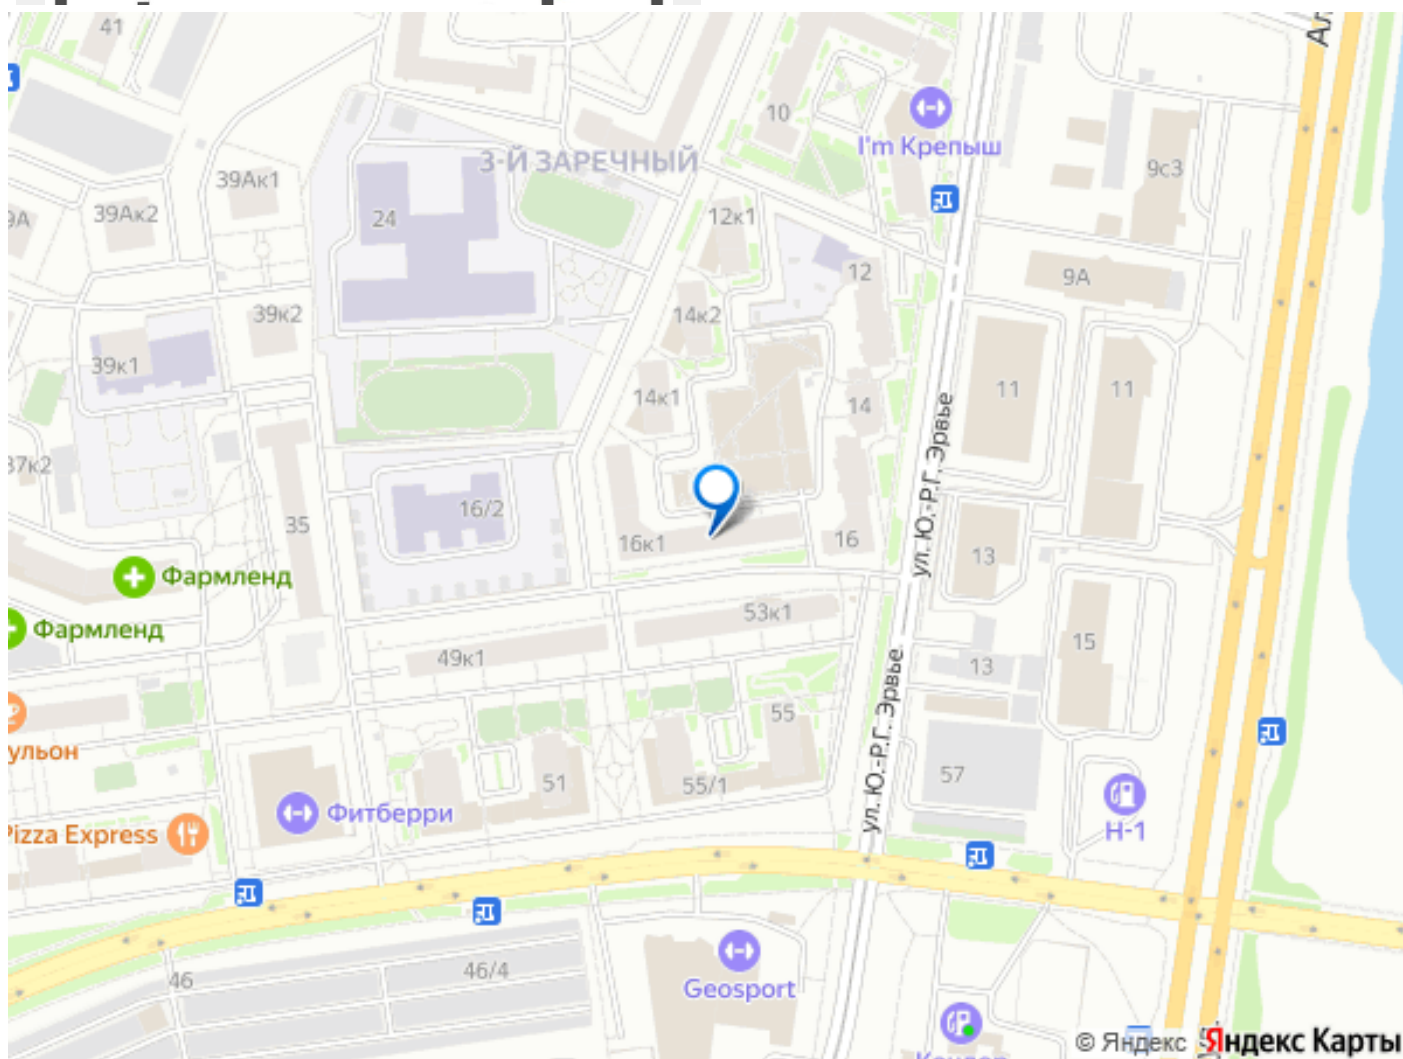 41
10
I'm Крепыш
3-Й ЗАРЕЧНЫЙ
9с3
39Ак1
39Ак2
24
12к1
12
9А
14к2
39к2
39к1
14к1
14
11
11
37к2
35
16/2
16к1
16
13
ул. Ю.-Р.Г. Эрвье
Фармленд
Фармленд
53к1
49к1
15
13
ул. Ю.-Р.Г. Эрвье
55
51
55/1
57
Н-1
Фитберри
Pizza Express
46
46/4
Geosport
© Яндекс
Яндекс Карты